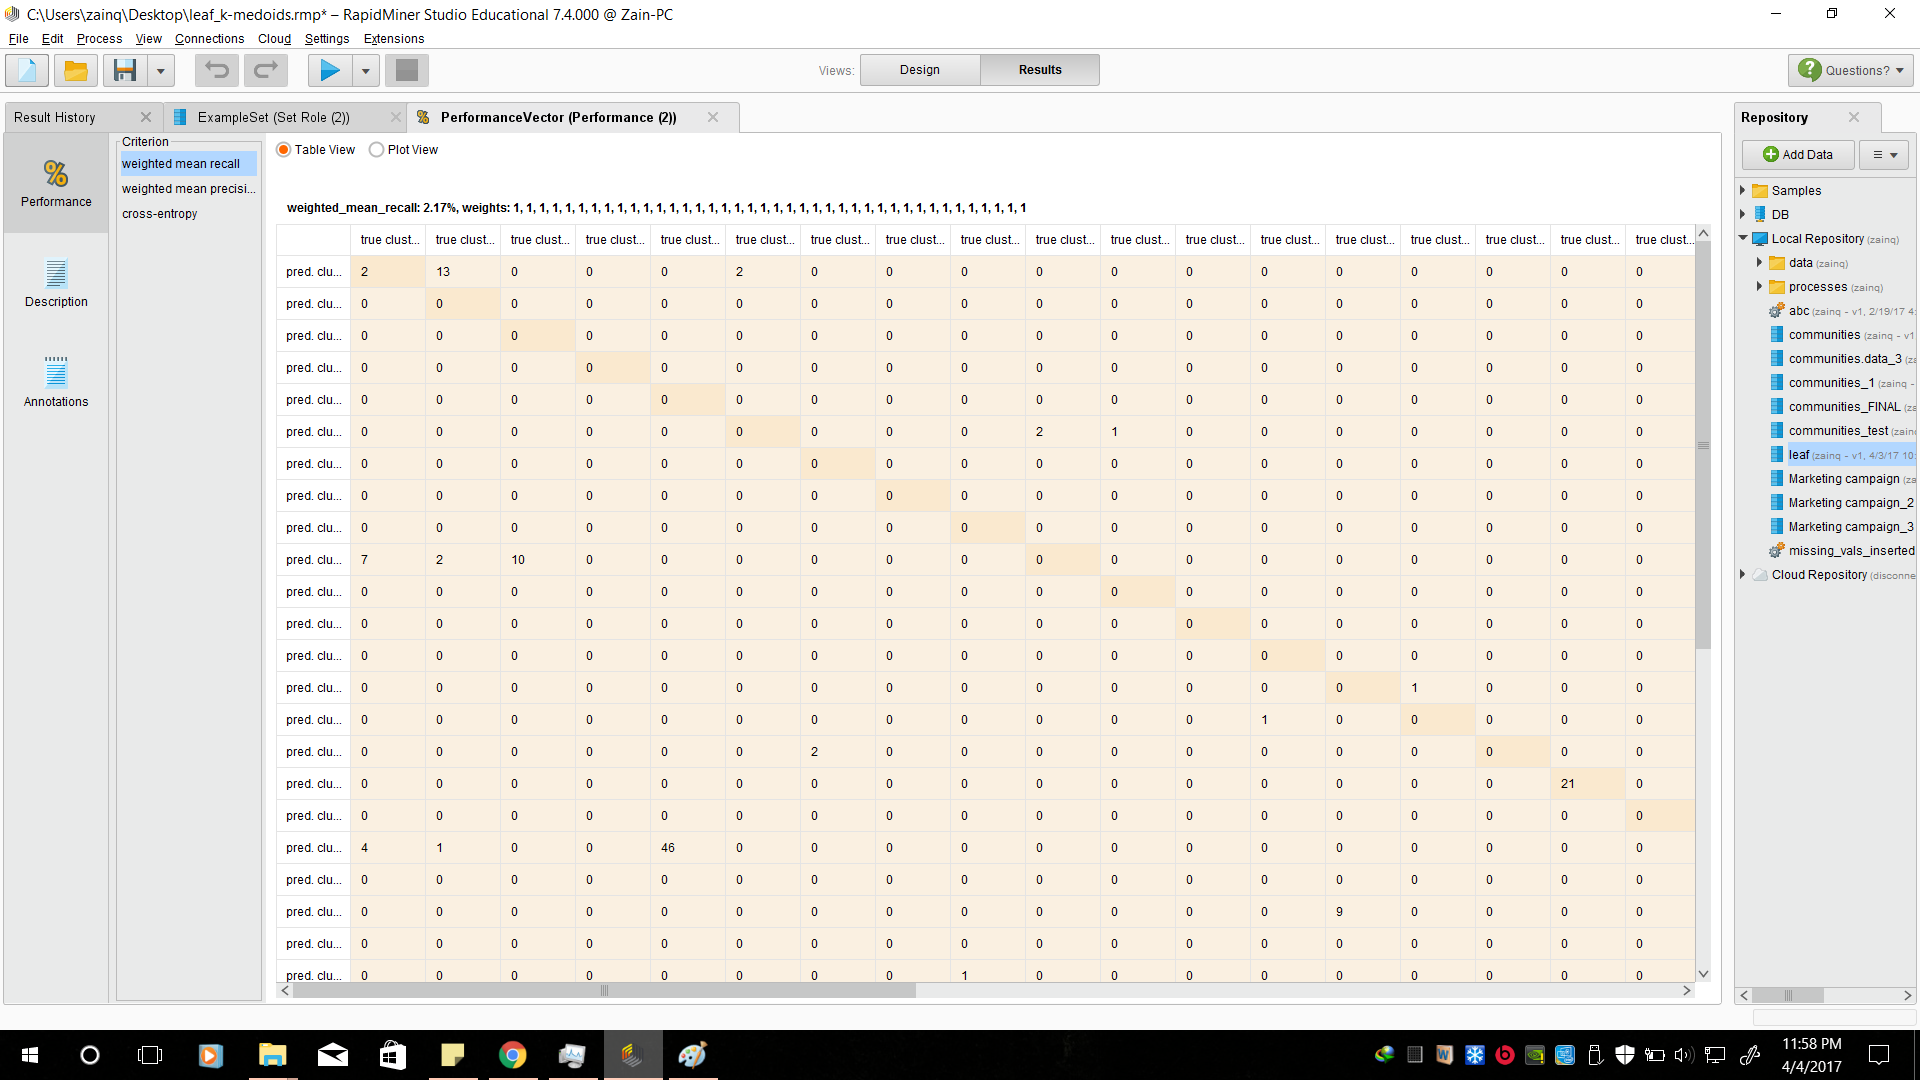 C:\Users\zainq\Desktop\leaf_k-medoids.rmp* – RapidMiner Studio Educational 7.4.000 @ Zain-PC
File Edit Process View Connections Cloud Settings Extensions
Views: Design Results Questions?
Result History ExampleSet (Set Role (2)) PerformanceVector (Performance (2)) Repository
Performance
Description
Annotations
Criterion
weighted mean recall
weighted mean precisi...
cross-entropy
Table View Plot View
weighted_mean_recall: 2.17%, weights: 1, 1, 1, 1, 1, 1, 1, 1, 1, 1, 1, 1, 1, 1, 1, 1, 1, 1, 1, 1, 1, 1, 1, 1, 1, 1, 1, 1, 1, 1, 1, 1, 1, 1, 1, 1, 1, 1, 1, 1
true clust... true clust... true clust... true clust... true clust... true clust... true clust... true clust... true clust... true clust... true clust... true clust... true clust... true clust... true clust... true clust... true clust... true clust...
pred. clu... 2 13 0 0 0 2 0 0 0 0 0 0 0 0 0 0 0 0
pred. clu... 0 0 0 0 0 0 0 0 0 0 0 0 0 0 0 0 0 0
pred. clu... 0 0 0 0 0 0 0 0 0 0 0 0 0 0 0 0 0 0
pred. clu... 0 0 0 0 0 0 0 0 0 0 0 0 0 0 0 0 0 0
pred. clu... 0 0 0 0 0 0 0 0 0 0 0 0 0 0 0 0 0 0
pred. clu... 0 0 0 0 0 0 0 0 0 2 1 0 0 0 0 0 0 0
pred. clu... 0 0 0 0 0 0 0 0 0 0 0 0 0 0 0 0 0 0
pred. clu... 0 0 0 0 0 0 0 0 0 0 0 0 0 0 0 0 0 0
pred. clu... 0 0 0 0 0 0 0 0 0 0 0 0 0 0 0 0 0 0
pred. clu... 7 2 10 0 0 0 0 0 0 0 0 0 0 0 0 0 0 0
pred. clu... 0 0 0 0 0 0 0 0 0 0 0 0 0 0 0 0 0 0
pred. clu... 0 0 0 0 0 0 0 0 0 0 0 0 0 0 0 0 0 0
pred. clu... 0 0 0 0 0 0 0 0 0 0 0 0 0 0 0 0 0 0
pred. clu... 0 0 0 0 0 0 0 0 0 0 0 0 0 0 1 0 0 0
pred. clu... 0 0 0 0 0 0 0 0 0 0 0 0 1 0 0 0 0 0
pred. clu... 0 0 0 0 0 0 2 0 0 0 0 0 0 0 0 0 0 0
pred. clu... 0 0 0 0 0 0 0 0 0 0 0 0 0 0 0 0 21 0
pred. clu... 0 0 0 0 0 0 0 0 0 0 0 0 0 0 0 0 0 0
pred. clu... 4 1 0 0 46 0 0 0 0 0 0 0 0 0 0 0 0 0
pred. clu... 0 0 0 0 0 0 0 0 0 0 0 0 0 0 0 0 0 0
pred. clu... 0 0 0 0 0 0 0 0 0 0 0 0 0 9 0 0 0 0
pred. clu... 0 0 0 0 0 0 0 0 0 0 0 0 0 0 0 0 0 0
pred. clu... 0 0 0 0 0 0 0 0 1 0 0 0 0 0 0 0 0 0
Add Data
Samples
DB
Local Repository (zainq)
data (zainq)
processes (zainq)
abc (zainq - v1, 2/19/17 4:
communities (zainq - v1
communities.data_3 (za
communities_1 (zainq -
communities_FINAL (za
communities_test (zainq
leaf (zainq - v1, 4/3/17 10:
Marketing campaign (za
Marketing campaign_2
Marketing campaign_3
missing_vals_inserted
Cloud Repository (disconne
11:58 PM
4/4/2017